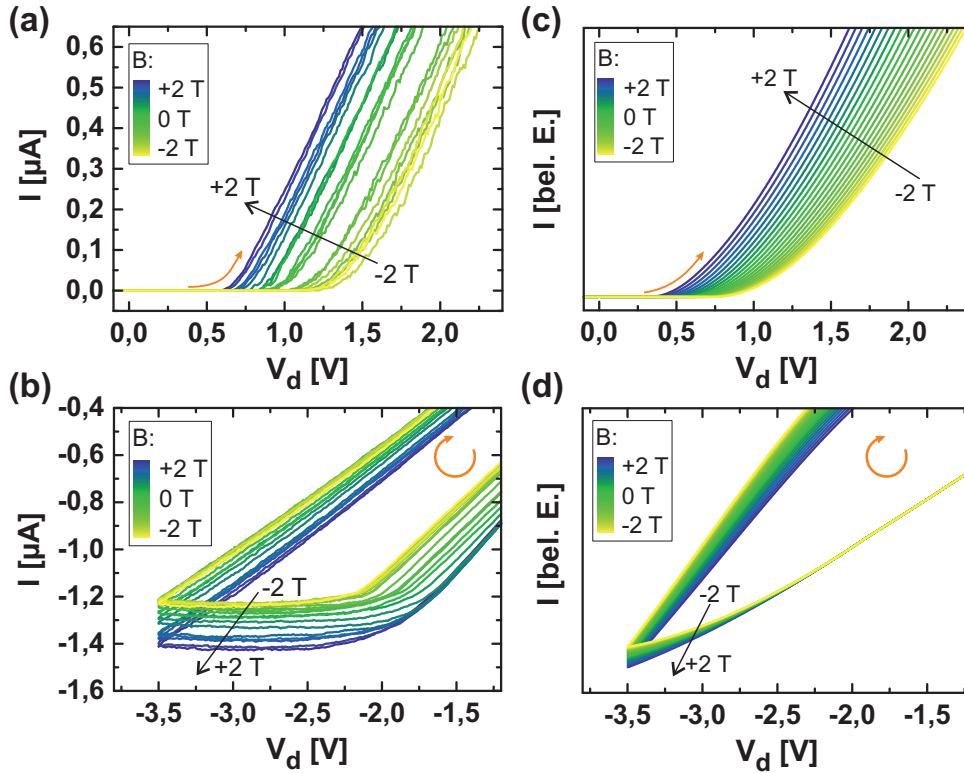 (a)
I [µA]
0,6
0,5
0,4
0,3
0,2
0,1
0,0
B:
+2 T
0 T
-2 T
+2 T
-2 T
0,0 0,5 1,0 1,5 2,0
V_d [V]
(c)
I [bel. E.]
B:
+2 T
0 T
-2 T
+2 T
-2 T
0,0 0,5 1,0 1,5 2,0
V_d [V]
(b)
I [µA]
-0,4
-0,6
-0,8
-1,0
-1,2
-1,4
-1,6
B:
+2 T
0 T
-2 T
-2 T
+2 T
-3,5 -3,0 -2,5 -2,0 -1,5
V_d [V]
(d)
I [bel. E.]
B:
+2 T
0 T
-2 T
-2 T
+2 T
-3,5 -3,0 -2,5 -2,0 -1,5
V_d [V]